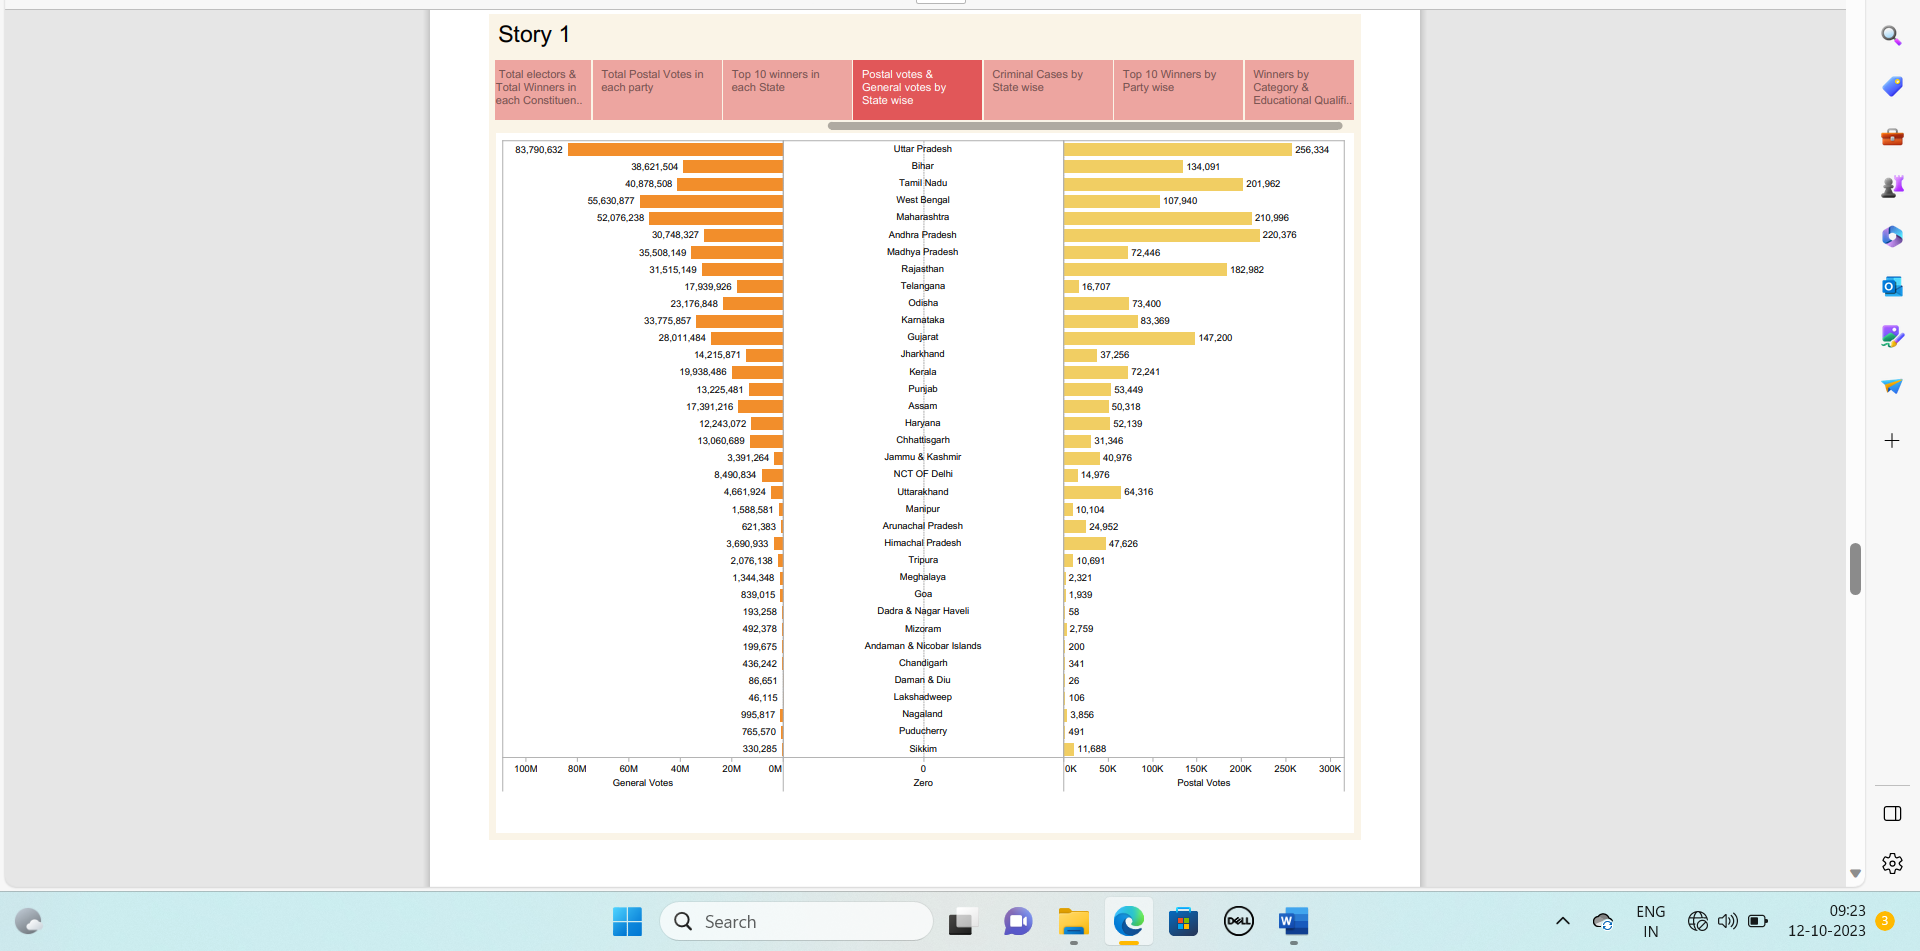 Story 1
Total electors &
Total Winners in
each Constituen..
Total Postal Votes in
each party
Top 10 winners in
each State
Postal votes &
General votes by
State wise
Criminal Cases by
State wise
Top 10 Winners by
Party wise
Winners by
Category &
Educational Qualifi..
83,790,632 Uttar Pradesh 256,334
38,621,504 Bihar 134,091
40,878,508 Tamil Nadu 201,962
55,630,877 West Bengal 107,940
52,076,238 Maharashtra 210,996
30,748,327 Andhra Pradesh 220,376
35,508,149 Madhya Pradesh 72,446
31,515,149 Rajasthan 182,982
17,939,926 Telangana 16,707
23,176,848 Odisha 73,400
33,775,857 Karnataka 83,369
28,011,484 Gujarat 147,200
14,215,871 Jharkhand 37,256
19,938,486 Kerala 72,241
13,225,481 Punjab 53,449
17,391,216 Assam 50,318
12,243,072 Haryana 52,139
13,060,689 Chhattisgarh 31,346
3,391,264 Jammu & Kashmir 40,976
8,490,834 NCT OF Delhi 14,976
4,661,924 Uttarakhand 64,316
1,588,581 Manipur 10,104
621,383 Arunachal Pradesh 24,952
3,690,933 Himachal Pradesh 47,626
2,076,138 Tripura 10,691
1,344,348 Meghalaya 2,321
839,015 Goa 1,939
193,258 Dadra & Nagar Haveli 58
492,378 Mizoram 2,759
199,675 Andaman & Nicobar Islands 200
436,242 Chandigarh 341
86,651 Daman & Diu 26
46,115 Lakshadweep 106
995,817 Nagaland 3,856
765,570 Puducherry 491
330,285 Sikkim 11,688
100M 80M 60M 40M 20M 0M 0 0K 50K 100K 150K 200K 250K 300K
General Votes Zero Postal Votes
Search
DELL
W
ENG
IN
09:23
12-10-2023
3